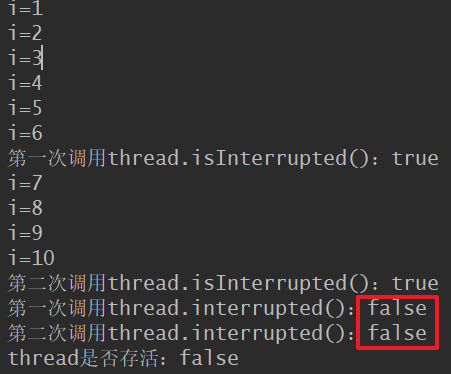 i=1
i=2
i=3
i=4
i=5
i=6
第一次调用thread.isInterrupted()：true
i=7
i=8
i=9
i=10
第二次调用thread.isInterrupted()：true
第一次调用thread.interrupted()：false
第二次调用thread.interrupted()：false
thread是否存活：false